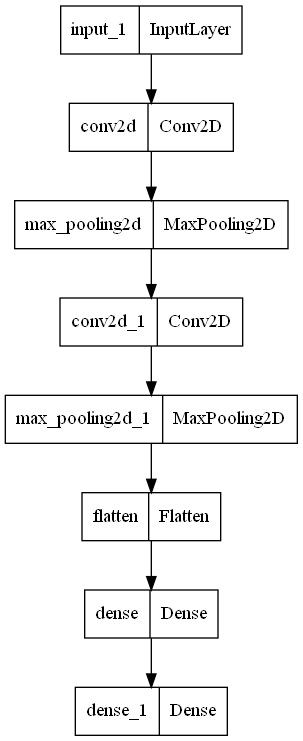 input_1 InputLayer
conv2d Conv2D
max_pooling2d MaxPooling2D
conv2d_1 Conv2D
max_pooling2d_1 MaxPooling2D
flatten Flatten
dense Dense
dense_1 Dense